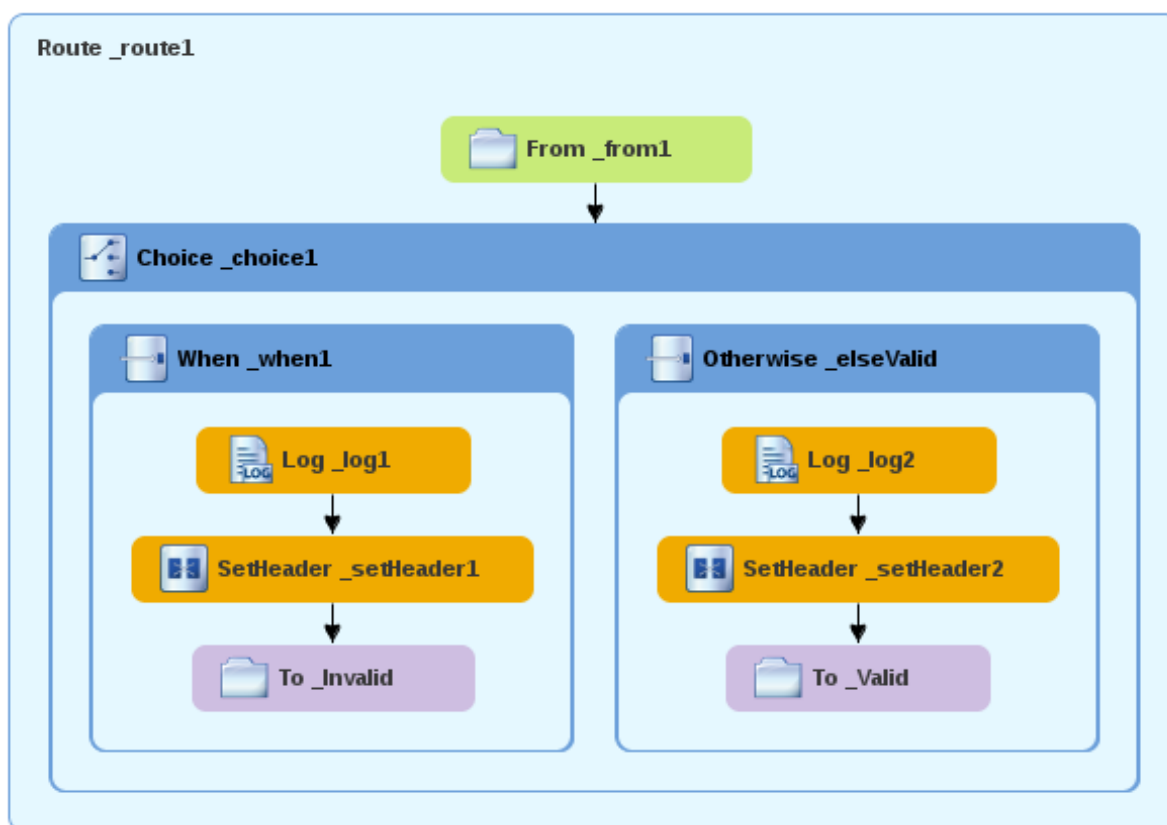 Route _route1
From _from1
Choice _choice1
When _when1
Otherwise _elseValid
LOG Log _log1
LOG Log _log2
SetHeader _setHeader1
SetHeader _setHeader2
To _Invalid
To _Valid